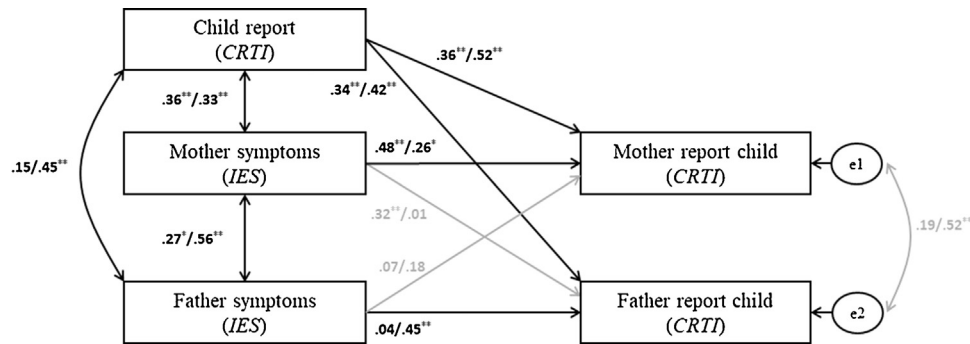 Child report
(CRTI)
.36**/.52**
.36**/.33**
.34**/.42**
Mother symptoms
(IES)
.48**/.26*
Mother report child
(CRTI)
e1
.15/.45**
.32**/.01
.19/.52**
.27*/.56**
.07/.18
Father symptoms
(IES)
.04/.45**
Father report child
(CRTI)
e2